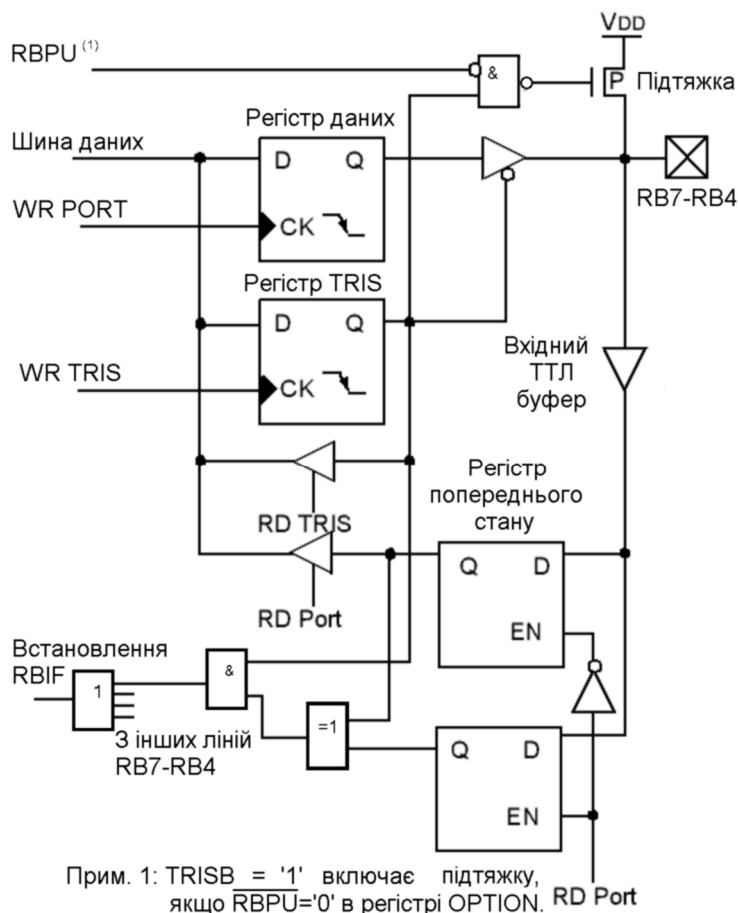 VDD
RBPU (1)
&
P
Підтяжка
Регістр даних
Шина даних
D Q
WR PORT
CK
RB7-RB4
Регістр TRIS
D Q
WR TRIS
CK
Вхідний
ТТЛ
буфер
RD TRIS
Регістр
попереднього
стану
Q D
EN
RD Port
Встановлення
RBIF
1
&
=1
З інших ліній
RB7-RB4
Q D
EN
Прим. 1: TRISB = '1' включає підтяжку,
якщо RBPU='0' в регістрі OPTION.
RD Port